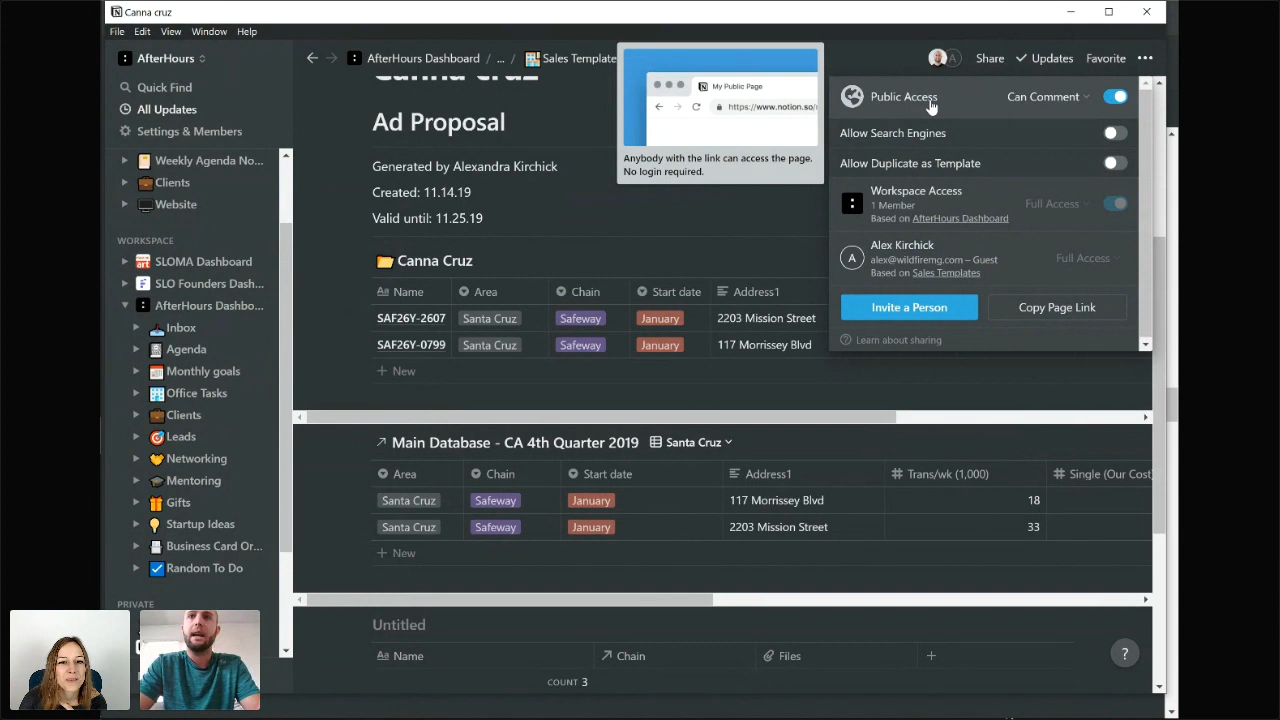 Canna cruz
File Edit View Window Help
AfterHours
Quick Find
All Updates
Settings & Measurements
Weekly Agenda No...
Clients
Website
WORKSPACE
SLOMA Dashboard
SLO Founders Dash...
AfterHours Dashbo...
Inbox
Agenda
Monthly goals
Office Tasks
Clients
Leads
Networking
Mentoring
Gifts
Startup Ideas
Business Card Or...
Random To Do
PRIVATE
AfterHours Dashboard / ... / Sales Template
Share Updates Favorite
Canna Cruz
Ad Proposal
Generated by Alexandra Kirchick
Created: 11.14.19
Valid until: 11.25.19
My Public Page
https://www.notion.so/
Anybody with the link can access the page.
No login required.
Public Access Can Comment
Allow Search Engines
Allow Duplicate as Template
Workspace Access
1 Member
Full Access
Based on AfterHours Dashboard
A Alex Kirchick
alex@wildfiremg.com – Guest
Full Access
Based on Sales Templates
Invite a Person Copy Page Link
Learn about sharing
Canna Cruz
Aa Name Area Chain Start date Address1
SAF26Y-2607 Santa Cruz Safeway January 2203 Mission Street
SAF26Y-0799 Santa Cruz Safeway January 117 Morrissey Blvd
+ New
Main Database - CA 4th Quarter 2019 Santa Cruz
Area Chain Start date Address1 # Trans/wk (1,000) # Single (Our Cost)
Santa Cruz Safeway January 117 Morrissey Blvd 18
Santa Cruz Safeway January 2203 Mission Street 33
+ New
Untitled
Aa Name Chain Files +
COUNT 3
?